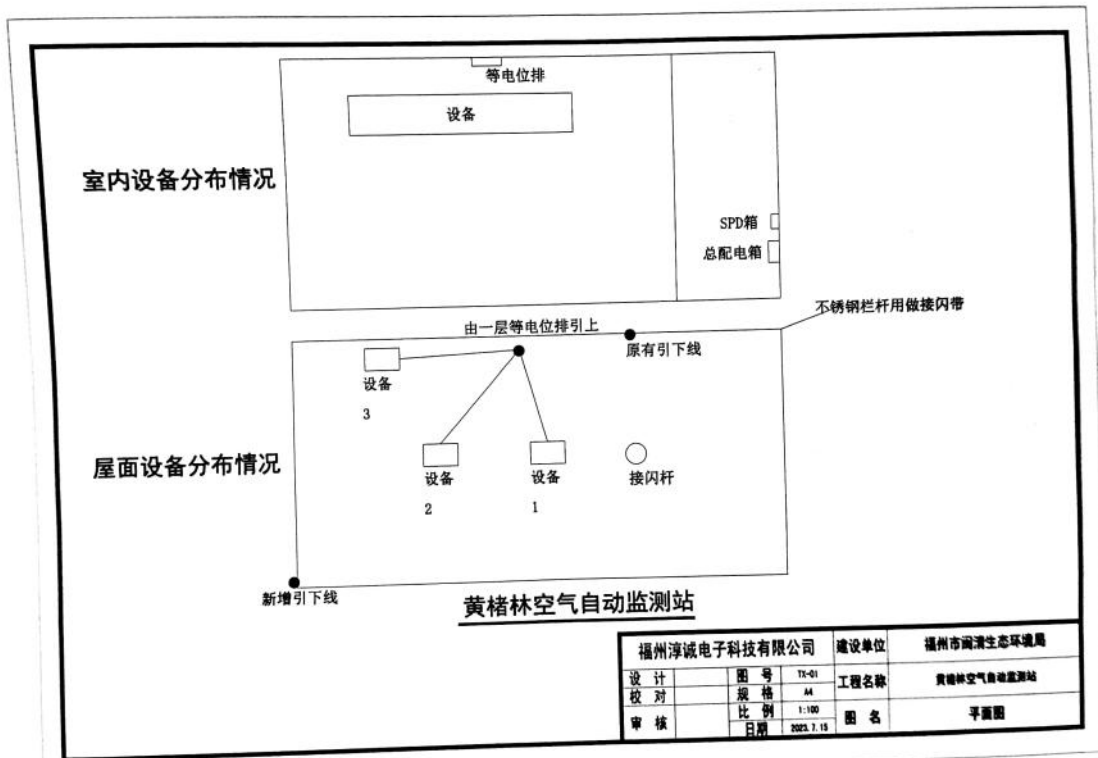 等电位排
设备
室内设备分布情况
SPD箱
总配电箱
不锈钢栏杆用做接闪带
由一层等电位排引上
原有引下线
设备
3
屋面设备分布情况
设备
2
设备
1
接闪杆
新增引下线
黄楮林空气自动监测站
福州淳诚电子科技有限公司 建设单位 福州市闽清生态环境局
设计 图号 TX-01 工程名称 黄楮林空气自动监测站
校对 规格 A4
审核 比例 1:100 图名 平面图
日期 2023.7.15